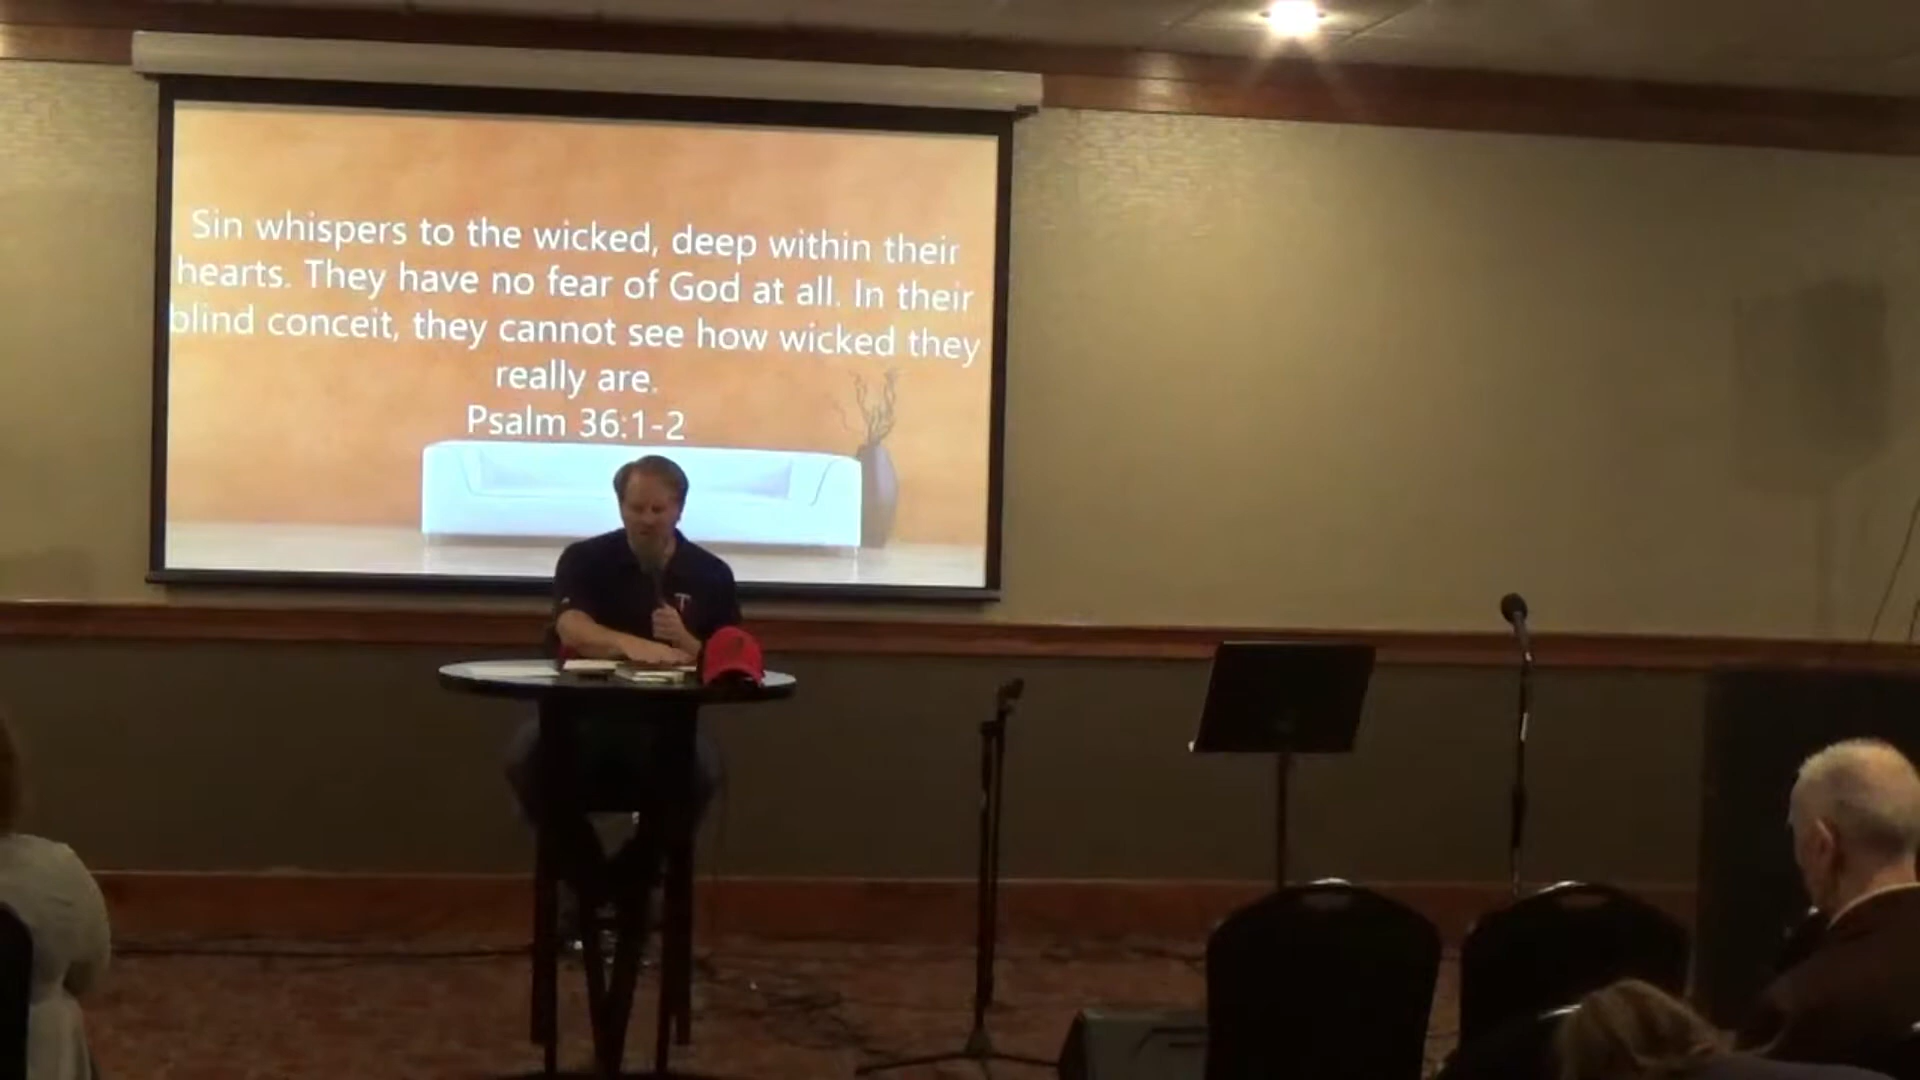 Sin whispers to the wicked, deep within their
hearts. They have no fear of God at all. In their
blind conceit, they cannot see how wicked they
really are.
Psalm 36:1-2
T